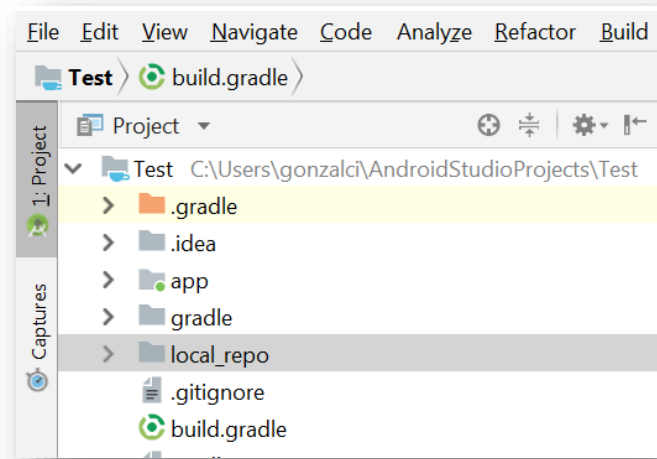 File Edit View Navigate Code Analyze Refactor Build
Test build.gradle
Project
1: Project
Test C:\Users\gonzalci\AndroidStudioProjects\Test
.gradle
.idea
app
gradle
Captures
local_repo
.gitignore
build.gradle